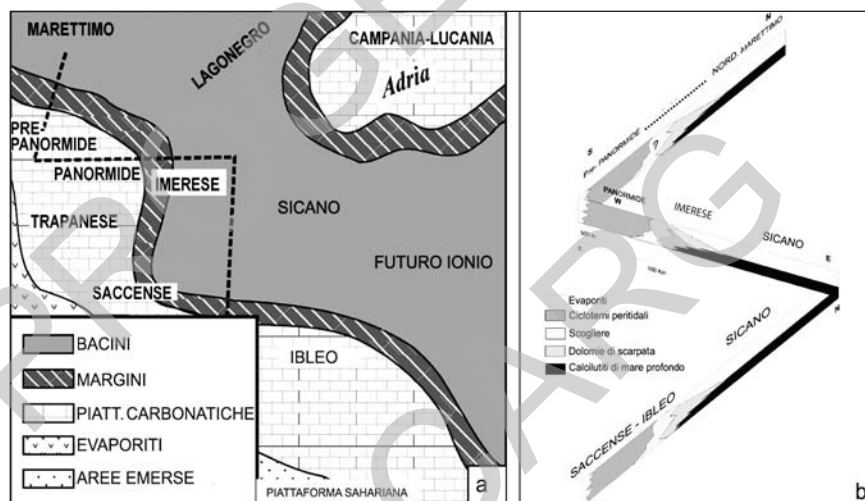 MARETTIMO
LAGONEGRO
CAMPANIA-LUCANIA
Adria
PRE-
PANORMIDE
PANORMIDE
IMERESE
TRAPANESE
SICANO
FUTURO IONIO
SACCENSE
IBLEO
BACINI
MARGINI
PIATT. CARBONATICHE
EVAPORITI
AREE EMERSE
PIATTAFORMA SAHARIANA
a
N
NORD. MARETTIMO
S
Pre- PANORMIDE
?
PANORMIDE
W
IMERESE
SICANO
E
100 Km
Evaporiti
Ciclotemi peritidali
Scogliere
Dolomie di scarpata
Calcilutiti di mare profondo
SICANO
SACCENSE - IBLEO
b